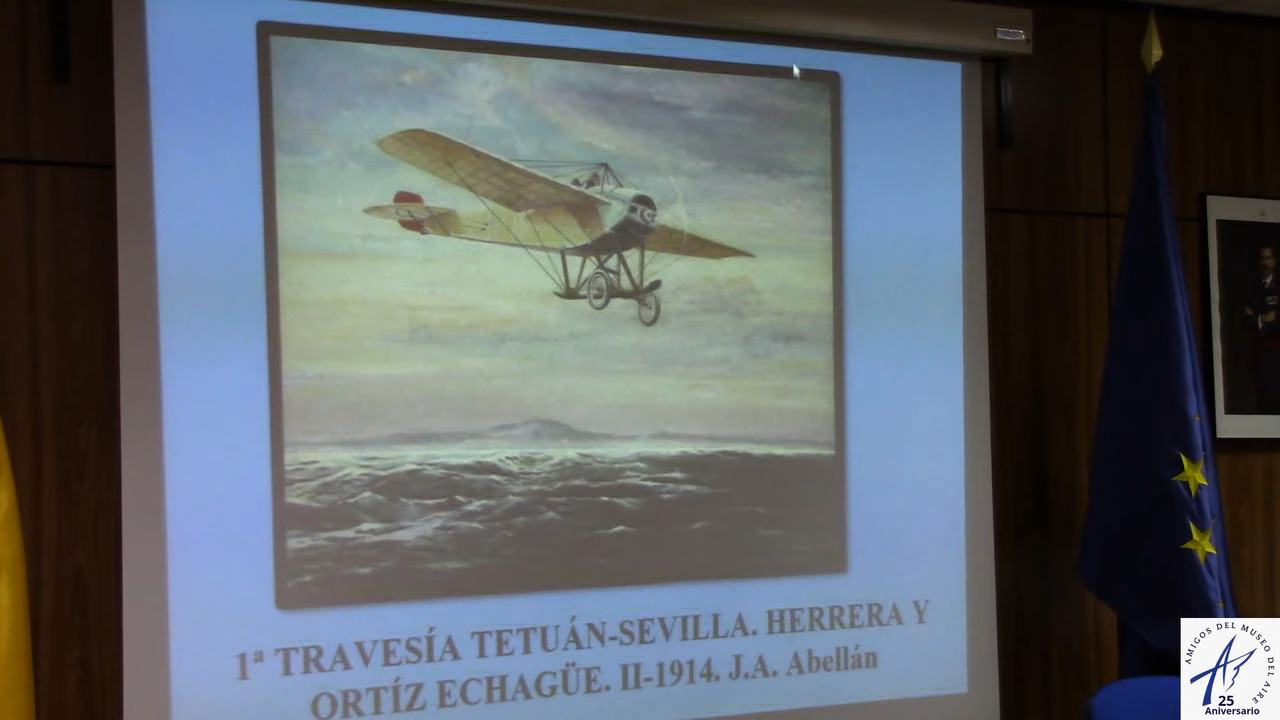 1ª TRAVESÍA TETUÁN-SEVILLA. HERRERA Y
ORTÍZ ECHAGÜE. II-1914. J.A. Abellán
AMIGOS DEL MUSEO DEL AIRE
25
Aniversario